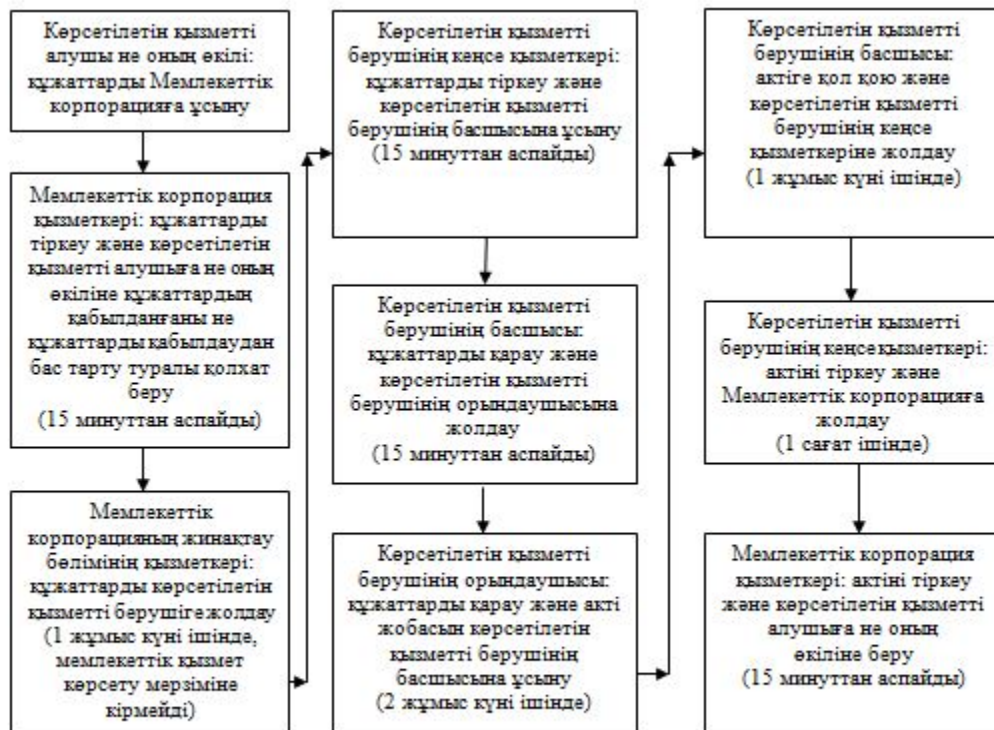 Көрсетілетін қызметті
алушы не оның өкілі:
құжаттарды Мемлекеттік
корпорацияға ұсыну
Мемлекеттік корпорация
қызметкері: құжаттарды
тіркеу және көрсетілетін
қызметті алушыға не оның
өкіліне құжаттардың
қабылданғаны не
құжаттарды қабылдаудан
бас тарту туралы қолхат
беру
(15 минуттан аспайды)
Мемлекеттік
корпорацияның жинақтау
бөлімінің қызметкері:
құжаттарды көрсетілетін
қызметті берушіге жолдау
(1 жұмыс күні ішінде,
мемлекеттік қызмет
көрсету мерзіміне
кірмейді)
Көрсетілетін қызметті
берушінің кеңсе қызметкері:
құжаттарды тіркеу және
көрсетілетін қызметті
берушінің басшысына ұсыну
(15 минуттан аспайды)
Көрсетілетін қызметті
берушінің басшысы:
құжаттарды қарау және
көрсетілетін қызметті
берушінің орындаушысына
жолдау
(15 минуттан аспайды)
Көрсетілетін қызметті
берушінің орындаушысы:
құжаттарды қарау және акті
жобасын көрсетілетін
қызметті берушінің
басшысына ұсыну
(2 жұмыс күні ішінде)
Көрсетілетін қызметті
берушінің басшысы:
актіге қол қою және
көрсетілетін қызметті
берушінің кеңсе
қызметкеріне жолдау
(1 жұмыс күні ішінде)
Көрсетілетін қызметті
берушінің кеңсе қызметкері:
актіні тіркеу және
Мемлекеттік корпорацияға
жолдау
(1 сағат ішінде)
Мемлекеттік корпорация
қызметкері: актіні тіркеу
және көрсетілетін қызметті
алушыға не оның
өкіліне беру
(15 минуттан аспайды)